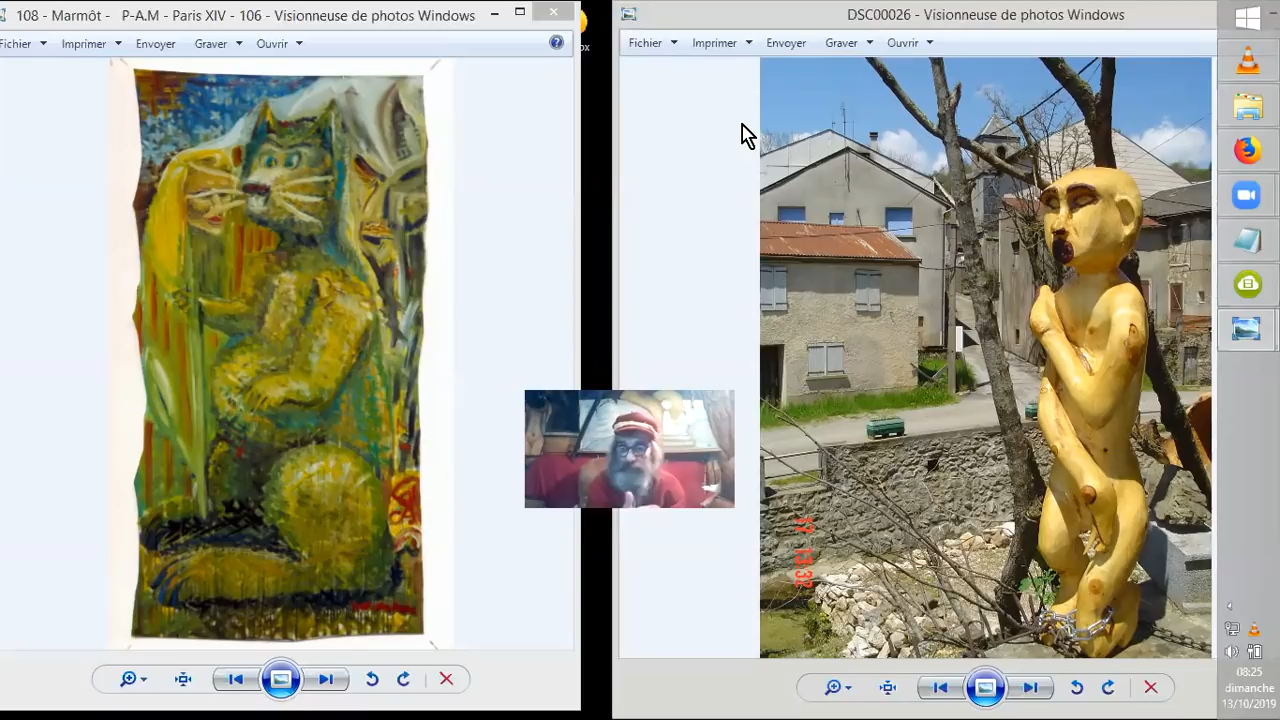 108 - Marmôt - P-A-M - Paris XIV - 106 - Visionneuse de photos Windows
Fichier Imprimer Envoyer Graver Ouvrir
DSC00026 - Visionneuse de photos Windows
Fichier Imprimer Envoyer Graver Ouvrir
08:25
dimanche
13/10/2019